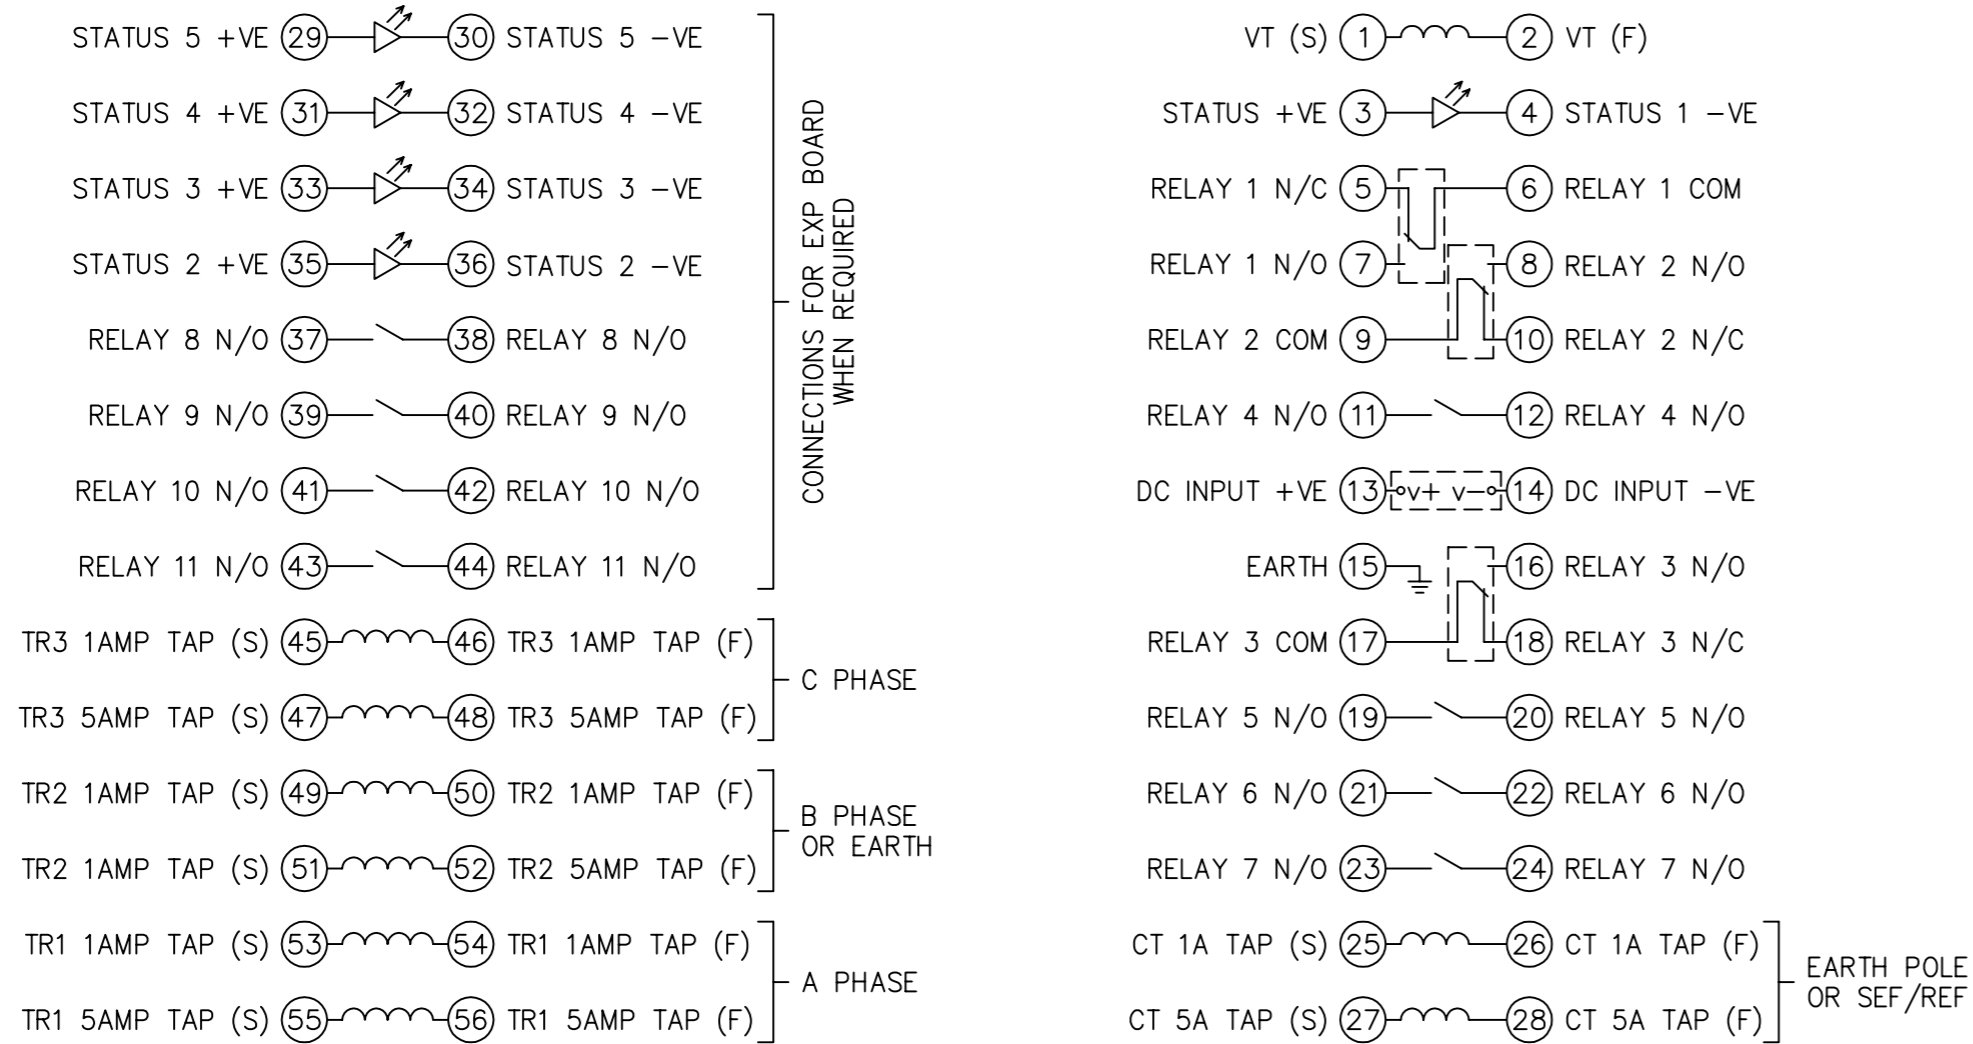 STATUS 5 +VE 29 30 STATUS 5 -VE
STATUS 4 +VE 31 32 STATUS 4 -VE
STATUS 3 +VE 33 34 STATUS 3 -VE
STATUS 2 +VE 35 36 STATUS 2 -VE
RELAY 8 N/O 37 38 RELAY 8 N/O
RELAY 9 N/O 39 40 RELAY 9 N/O
RELAY 10 N/O 41 42 RELAY 10 N/O
RELAY 11 N/O 43 44 RELAY 11 N/O
CONNECTIONS FOR EXP BOARD
WHEN REQUIRED
TR3 1AMP TAP (S) 45 46 TR3 1AMP TAP (F)
TR3 5AMP TAP (S) 47 48 TR3 5AMP TAP (F)
C PHASE
TR2 1AMP TAP (S) 49 50 TR2 1AMP TAP (F)
TR2 1AMP TAP (S) 51 52 TR2 5AMP TAP (F)
B PHASE
OR EARTH
TR1 1AMP TAP (S) 53 54 TR1 1AMP TAP (F)
TR1 5AMP TAP (S) 55 56 TR1 5AMP TAP (F)
A PHASE
VT (S) 1 2 VT (F)
STATUS +VE 3 4 STATUS 1 -VE
RELAY 1 N/C 5 6 RELAY 1 COM
RELAY 1 N/O 7 8 RELAY 2 N/O
RELAY 2 COM 9 10 RELAY 2 N/C
RELAY 4 N/O 11 12 RELAY 4 N/O
DC INPUT +VE 13 v+ v- 14 DC INPUT -VE
EARTH 15 16 RELAY 3 N/O
RELAY 3 COM 17 18 RELAY 3 N/C
RELAY 5 N/O 19 20 RELAY 5 N/O
RELAY 6 N/O 21 22 RELAY 6 N/O
RELAY 7 N/O 23 24 RELAY 7 N/O
CT 1A TAP (S) 25 26 CT 1A TAP (F)
CT 5A TAP (S) 27 28 CT 5A TAP (F)
EARTH POLE
OR SEF/REF